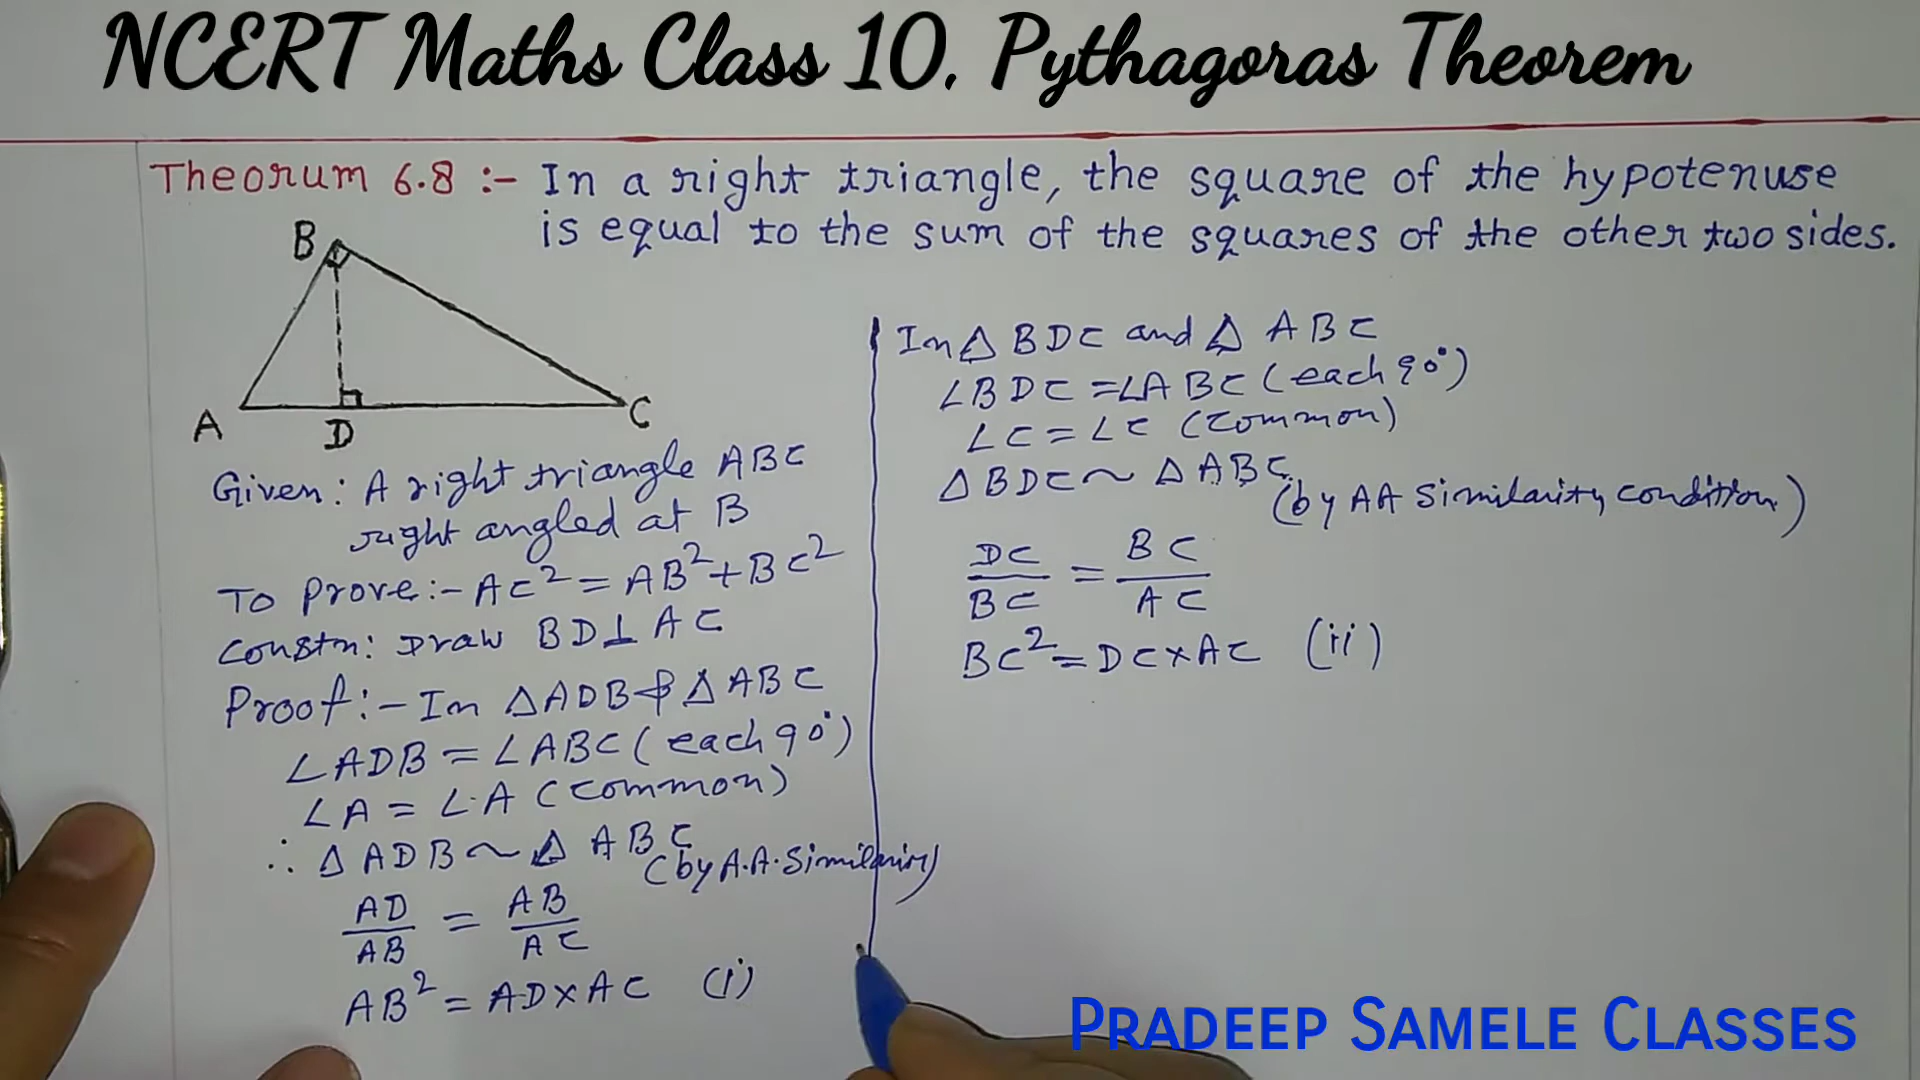 NCERT Maths Class 10. Pythagoras Theorem
Theorum 6.8 :- In a right triangle, the square of the hypotenuse
is equal to the sum of the squares of the other two sides.
B
A
D
C
Given: A right triangle ABC
right angled at B
To Prove:- AC² = AB² + BC²
Constn: Draw BD ⊥ AC
Proof:- In △ADB & △ABC
∠ADB = ∠ABC (each 90°)
∠A = ∠A (common)
∴ △ADB ~ △ABC
(by A.A. Similarity)
AD/AB = AB/AC
AB² = AD×AC (i)
In △ BDC and △ ABC
∠BDC = ∠ABC (each 90°)
∠C = ∠C (common)
△BDC ~ △ABC
(by AA Similarity condition)
DC/BC = BC/AC
BC² = DC×AC (ii)
PRADEEP SAMELE CLASSES